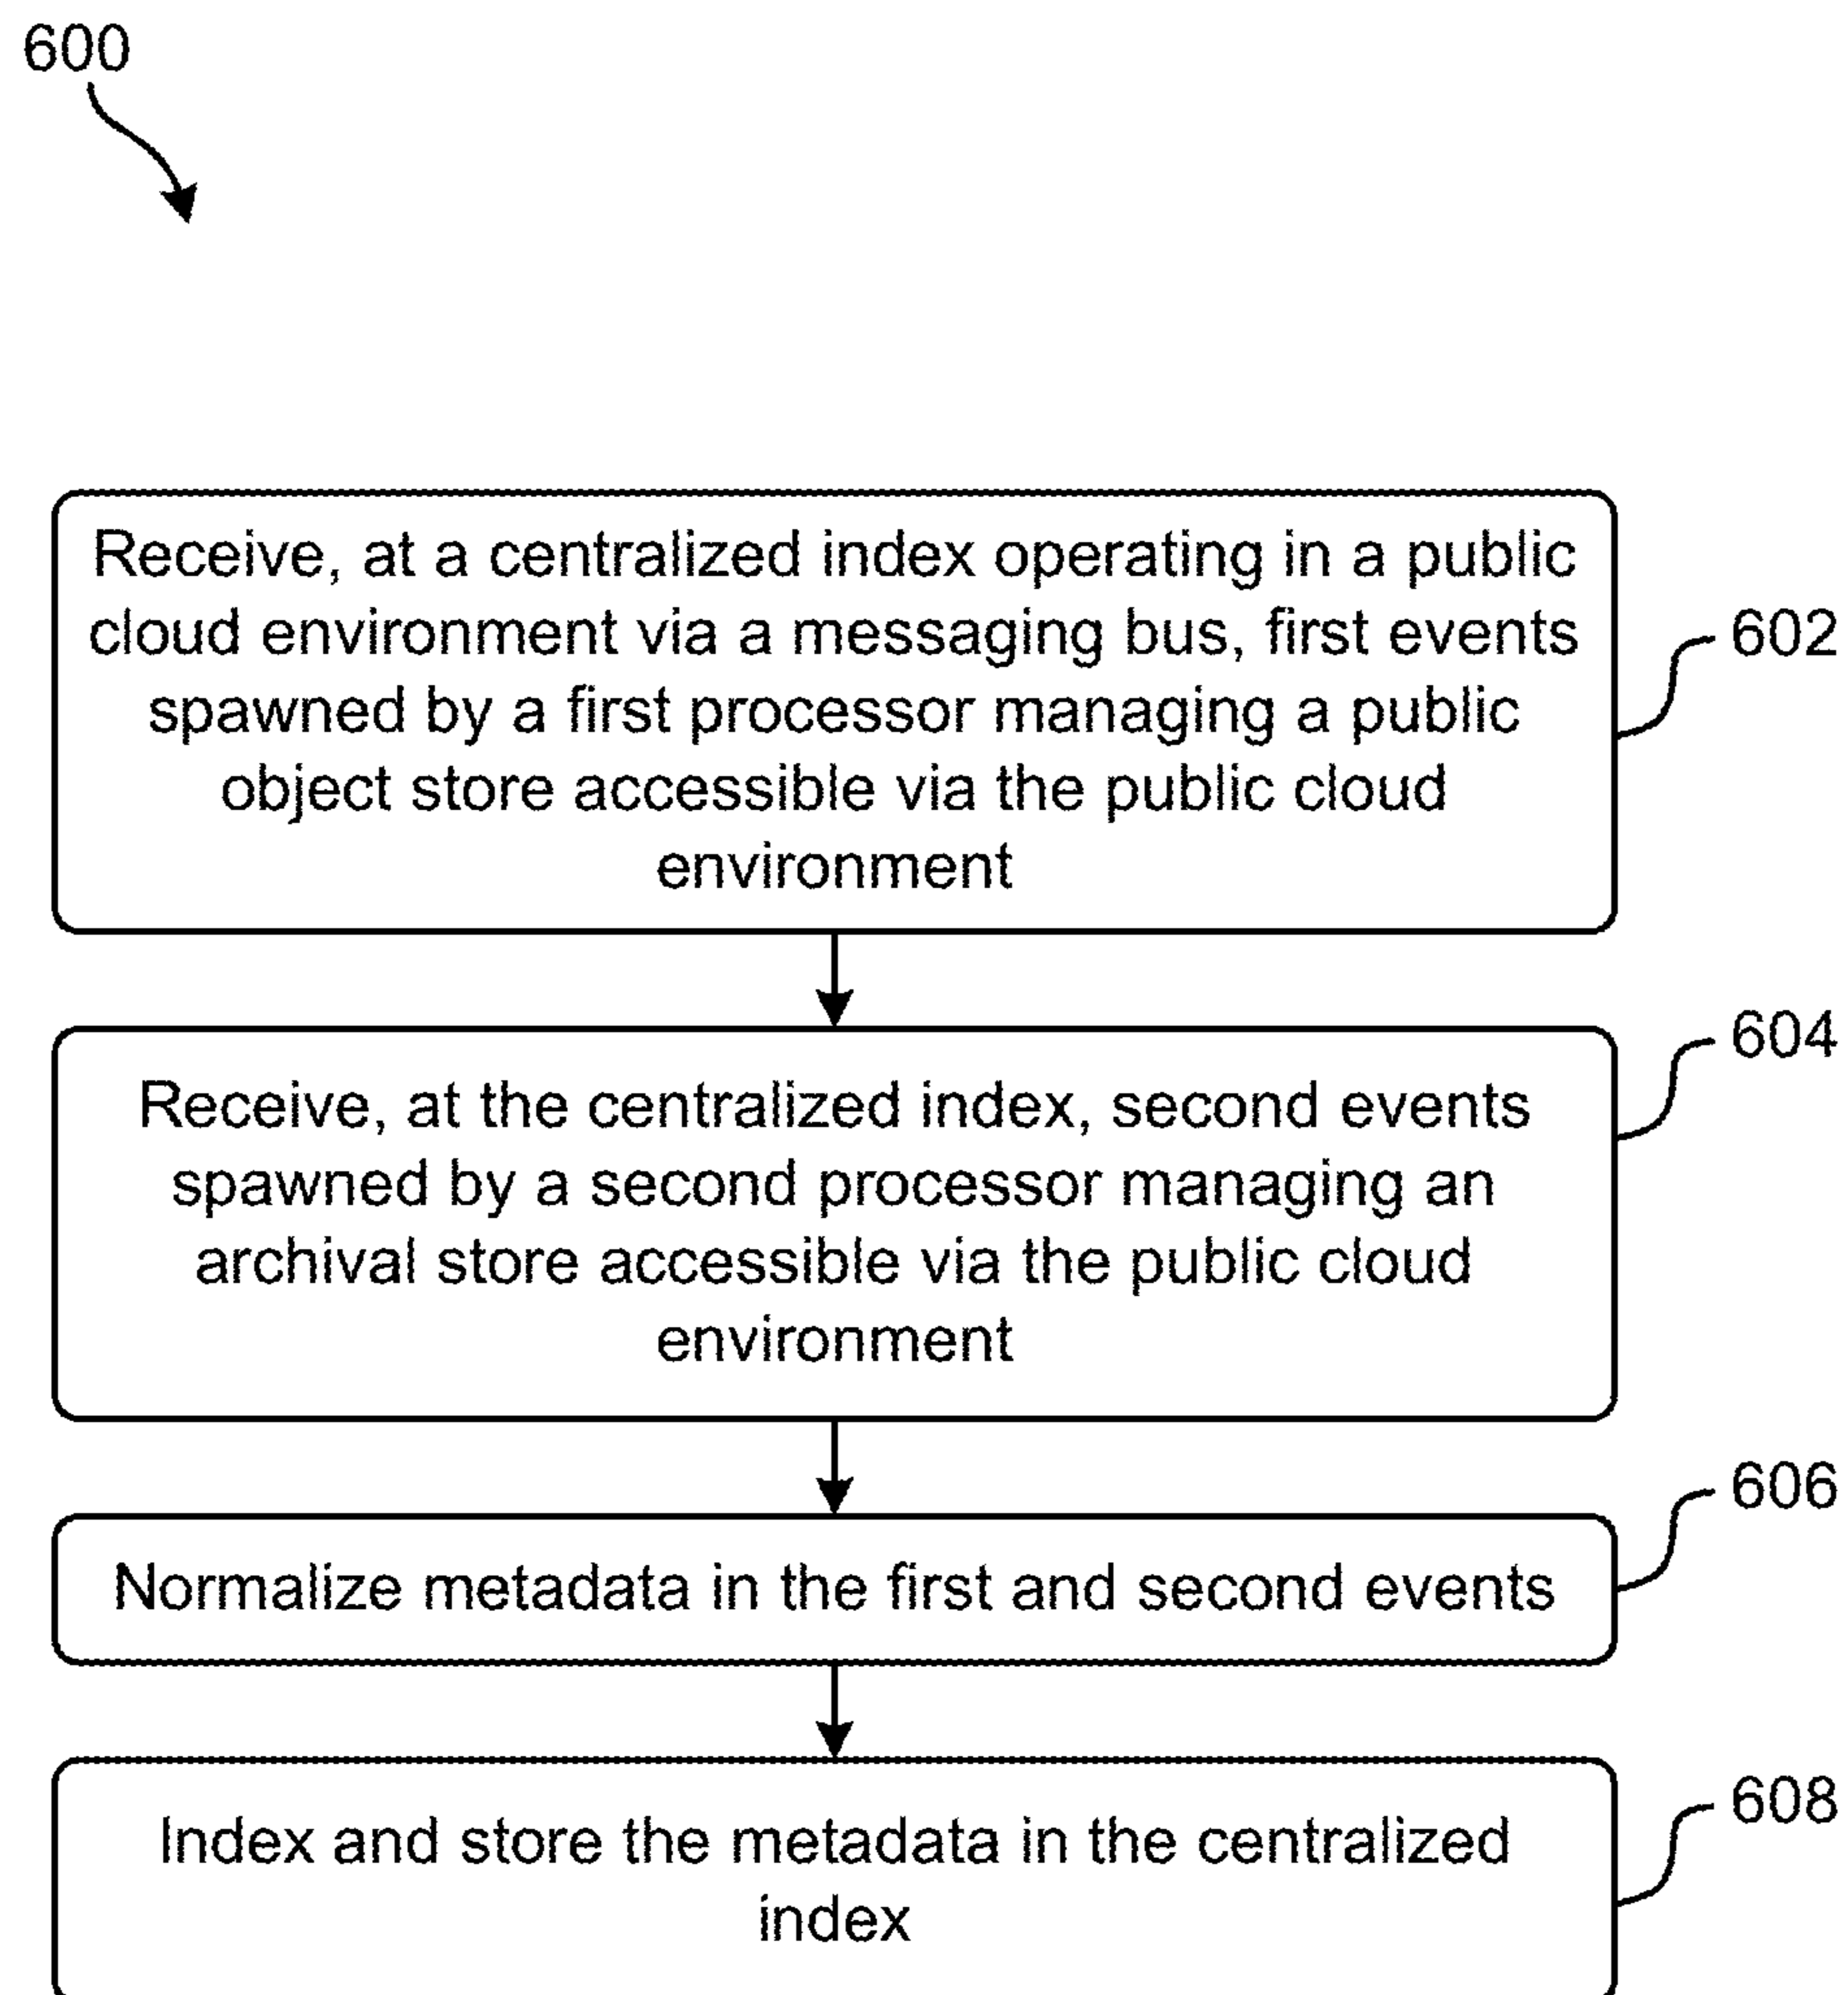 600
Receive, at a centralized index operating in a public
cloud environment via a messaging bus, first events
spawned by a first processor managing a public
object store accessible via the public cloud
environment
602
Receive, at the centralized index, second events
spawned by a second processor managing an
archival store accessible via the public cloud
environment
604
Normalize metadata in the first and second events
606
Index and store the metadata in the centralized
index
608